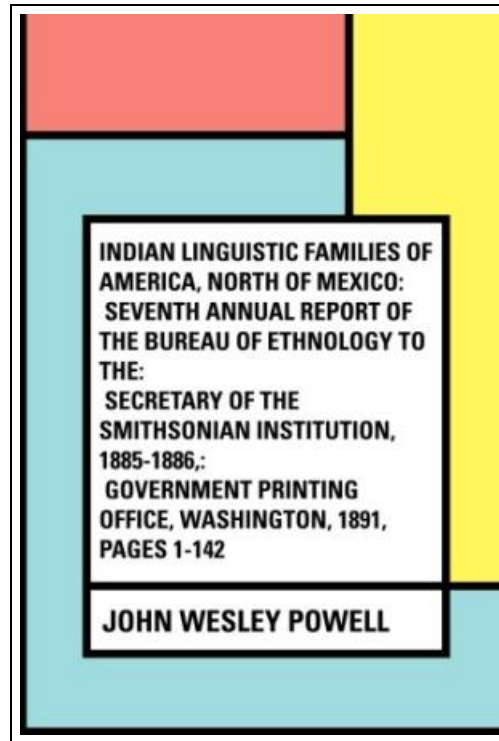 INDIAN LINGUISTIC FAMILIES OF
AMERICA, NORTH OF MEXICO:
SEVENTH ANNUAL REPORT OF
THE BUREAU OF ETHNOLOGY TO
THE:
SECRETARY OF THE
SMITHSONIAN INSTITUTION,
1885-1886,:
GOVERNMENT PRINTING
OFFICE, WASHINGTON, 1891,
PAGES 1-142
JOHN WESLEY POWELL